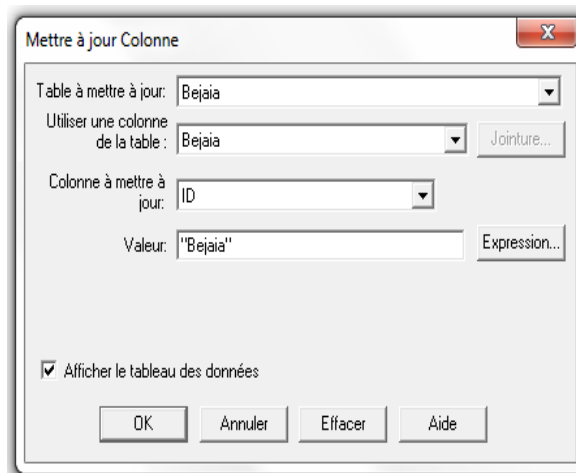 Mettre à jour Colonne
Table à mettre à jour: Bejaia
Utiliser une colonne
de la table : Bejaia Jointure...
Colonne à mettre à
jour: ID
Valeur: "Bejaia" Expression...
Afficher le tableau des données
OK Annuler Effacer Aide